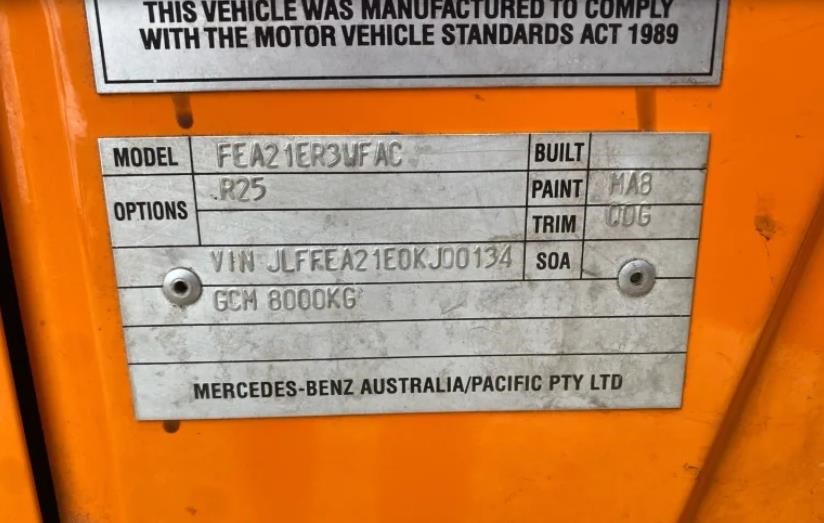 THIS VEHICLE WAS MANUFACTURED TO COMPLY
WITH THE MOTOR VEHICLE STANDARDS ACT 1989
MODEL FEA21ER3WFAC BUILT
OPTIONS R25 PAINT MA8
TRIM 00G
VIN JLFFEA21E0KJ00134 SOA
GCM 8000KG
MERCEDES-BENZ AUSTRALIA/PACIFIC PTY LTD